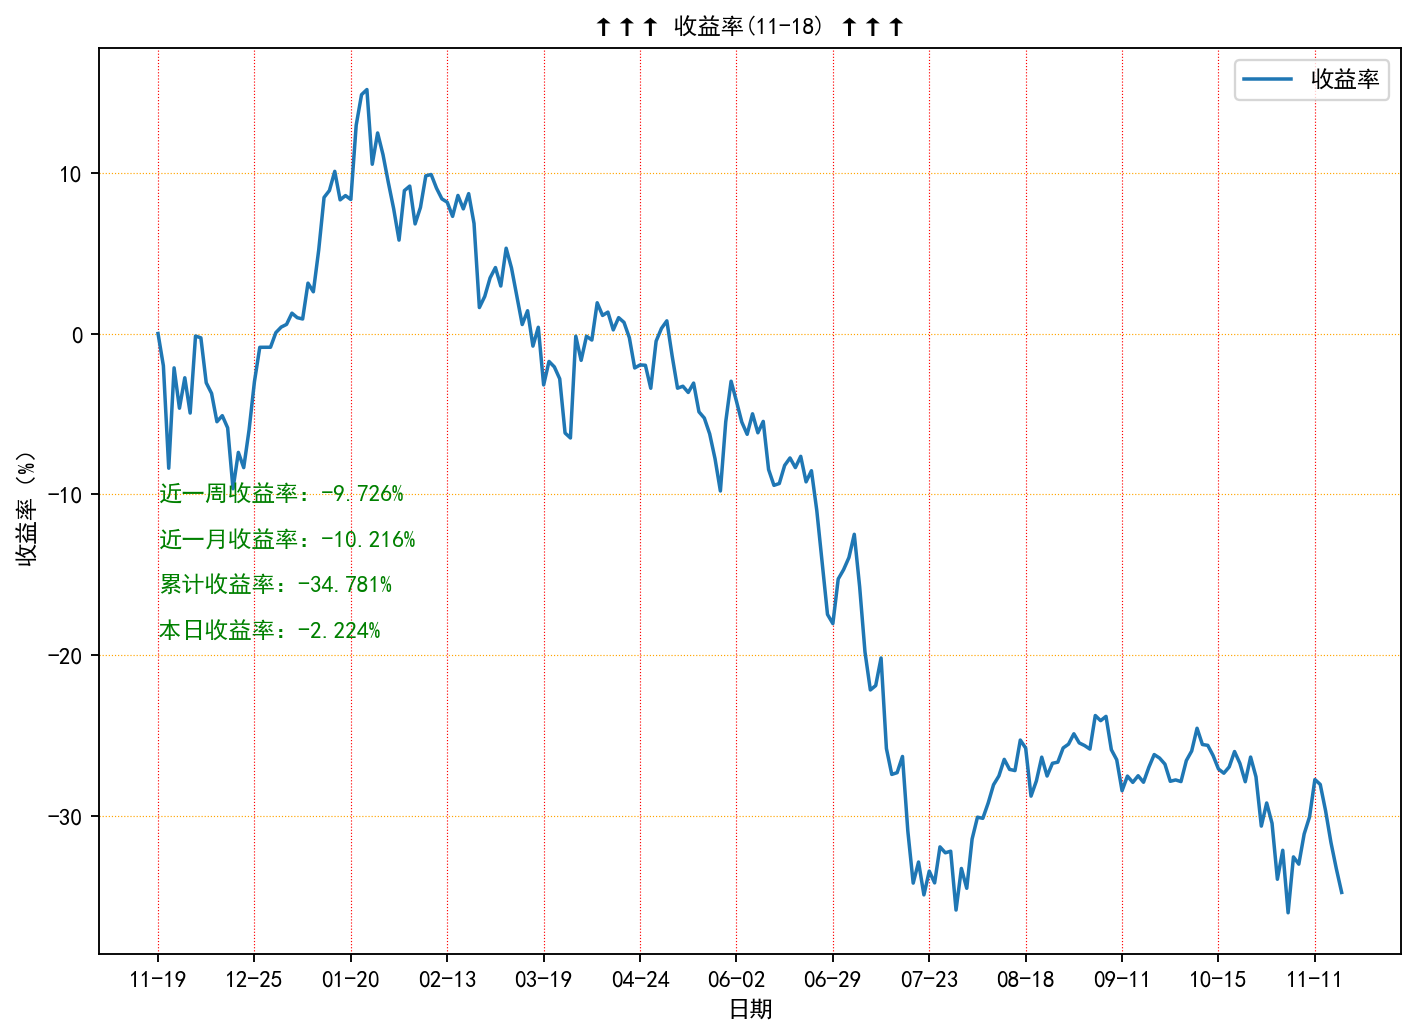 ↑↑↑ 收益率(11-18) ↑↑↑
收益率
10
0
-10
-20
-30
收益率 (%)
近一周收益率：-9.726%
近一月收益率：-10.216%
累计收益率：-34.781%
本日收益率：-2.224%
11-19 12-25 01-20 02-13 03-19 04-24 06-02 06-29 07-23 08-18 09-11 10-15 11-11
日期